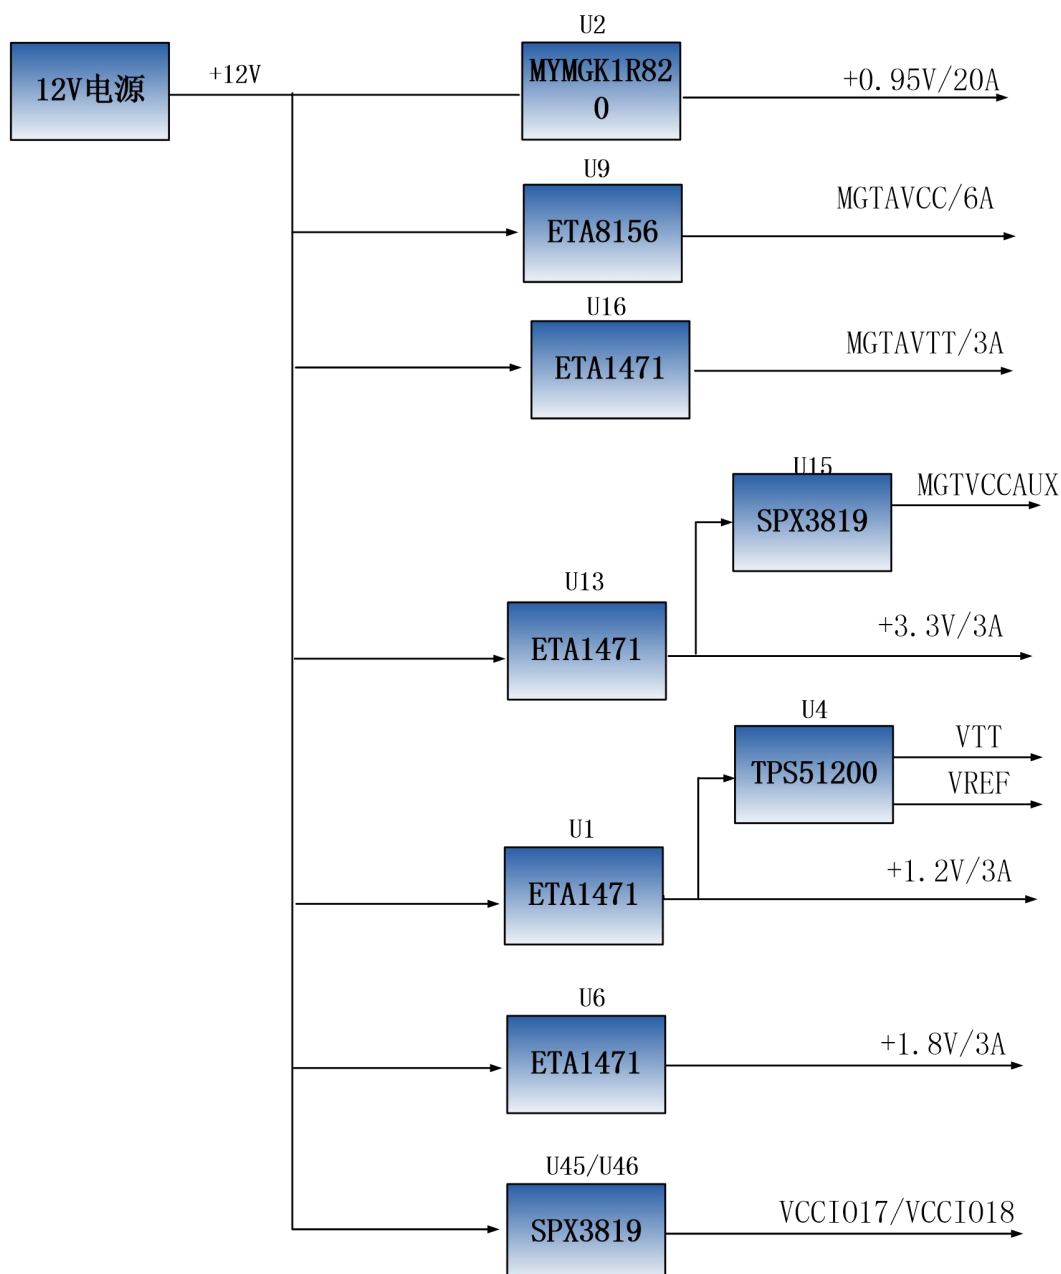 U2
12V电源
+12V
MYMGK1R82
0
+0.95V/20A
U9
ETA8156
MGTAVCC/6A
U16
ETA1471
MGTAVTT/3A
U15
SPX3819
MGTVCCAUX
U13
ETA1471
+3.3V/3A
U4
TPS51200
VTT
VREF
U1
ETA1471
+1.2V/3A
U6
ETA1471
+1.8V/3A
U45/U46
SPX3819
VCCIO17/VCCIO18